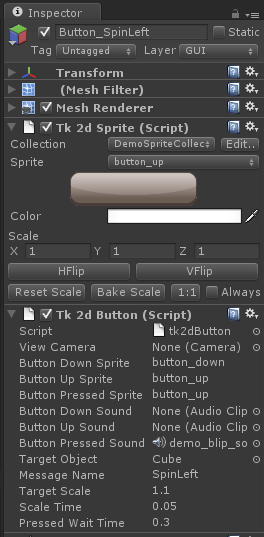 Inspector
Button_SpinLeft Static
Tag Untagged Layer GUI
Transform
(Mesh Filter)
Mesh Renderer
Tk 2d Sprite (Script)
Collection DemoSpriteCollec Edit..
Sprite button_up
Color
Scale
X 1 Y 1 Z 1
HFlip VFlip
Reset Scale Bake Scale 1:1 Always
Tk 2d Button (Script)
Script tk2dButton
View Camera None (Camera)
Button Down Sprite button_down
Button Up Sprite button_up
Button Pressed Sprite button_up
Button Down Sound None (Audio Clip
Button Up Sound None (Audio Clip
Button Pressed Sound demo_blip_so
Target Object Cube
Message Name SpinLeft
Target Scale 1.1
Scale Time 0.05
Pressed Wait Time 0.3